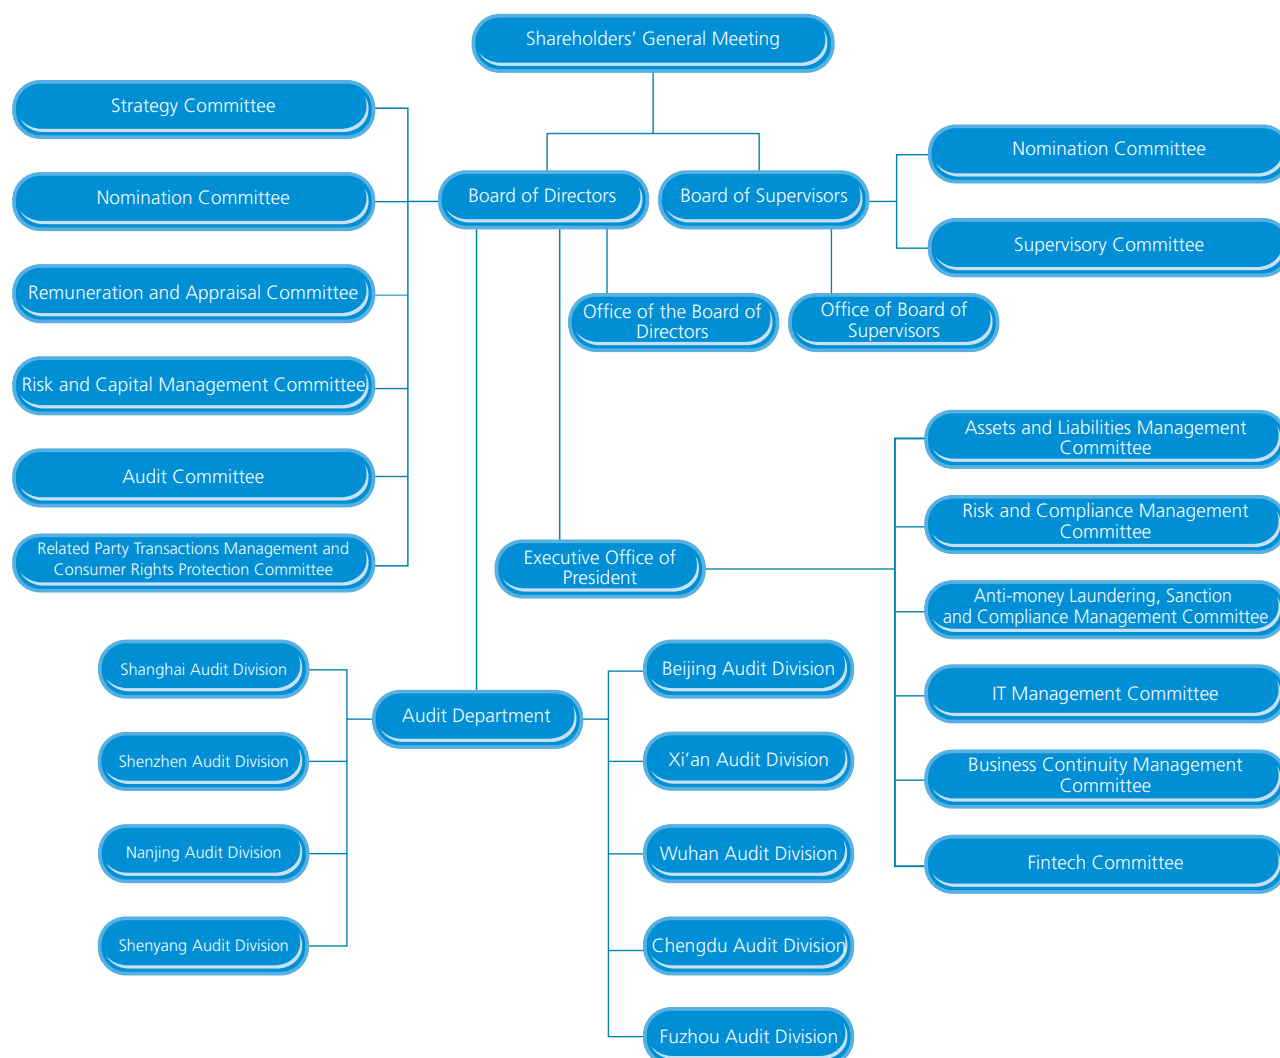 Shareholders’ General Meeting
Strategy Committee
Nomination Committee
Remuneration and Appraisal Committee
Risk and Capital Management Committee
Audit Committee
Related Party Transactions Management and
Consumer Rights Protection Committee
Board of Directors
Board of Supervisors
Nomination Committee
Supervisory Committee
Office of the Board of
Directors
Office of Board of
Supervisors
Executive Office of
President
Assets and Liabilities Management
Committee
Risk and Compliance Management
Committee
Anti-money Laundering, Sanction
and Compliance Management Committee
IT Management Committee
Business Continuity Management
Committee
Fintech Committee
Audit Department
Shanghai Audit Division
Shenzhen Audit Division
Nanjing Audit Division
Shenyang Audit Division
Beijing Audit Division
Xi’an Audit Division
Wuhan Audit Division
Chengdu Audit Division
Fuzhou Audit Division